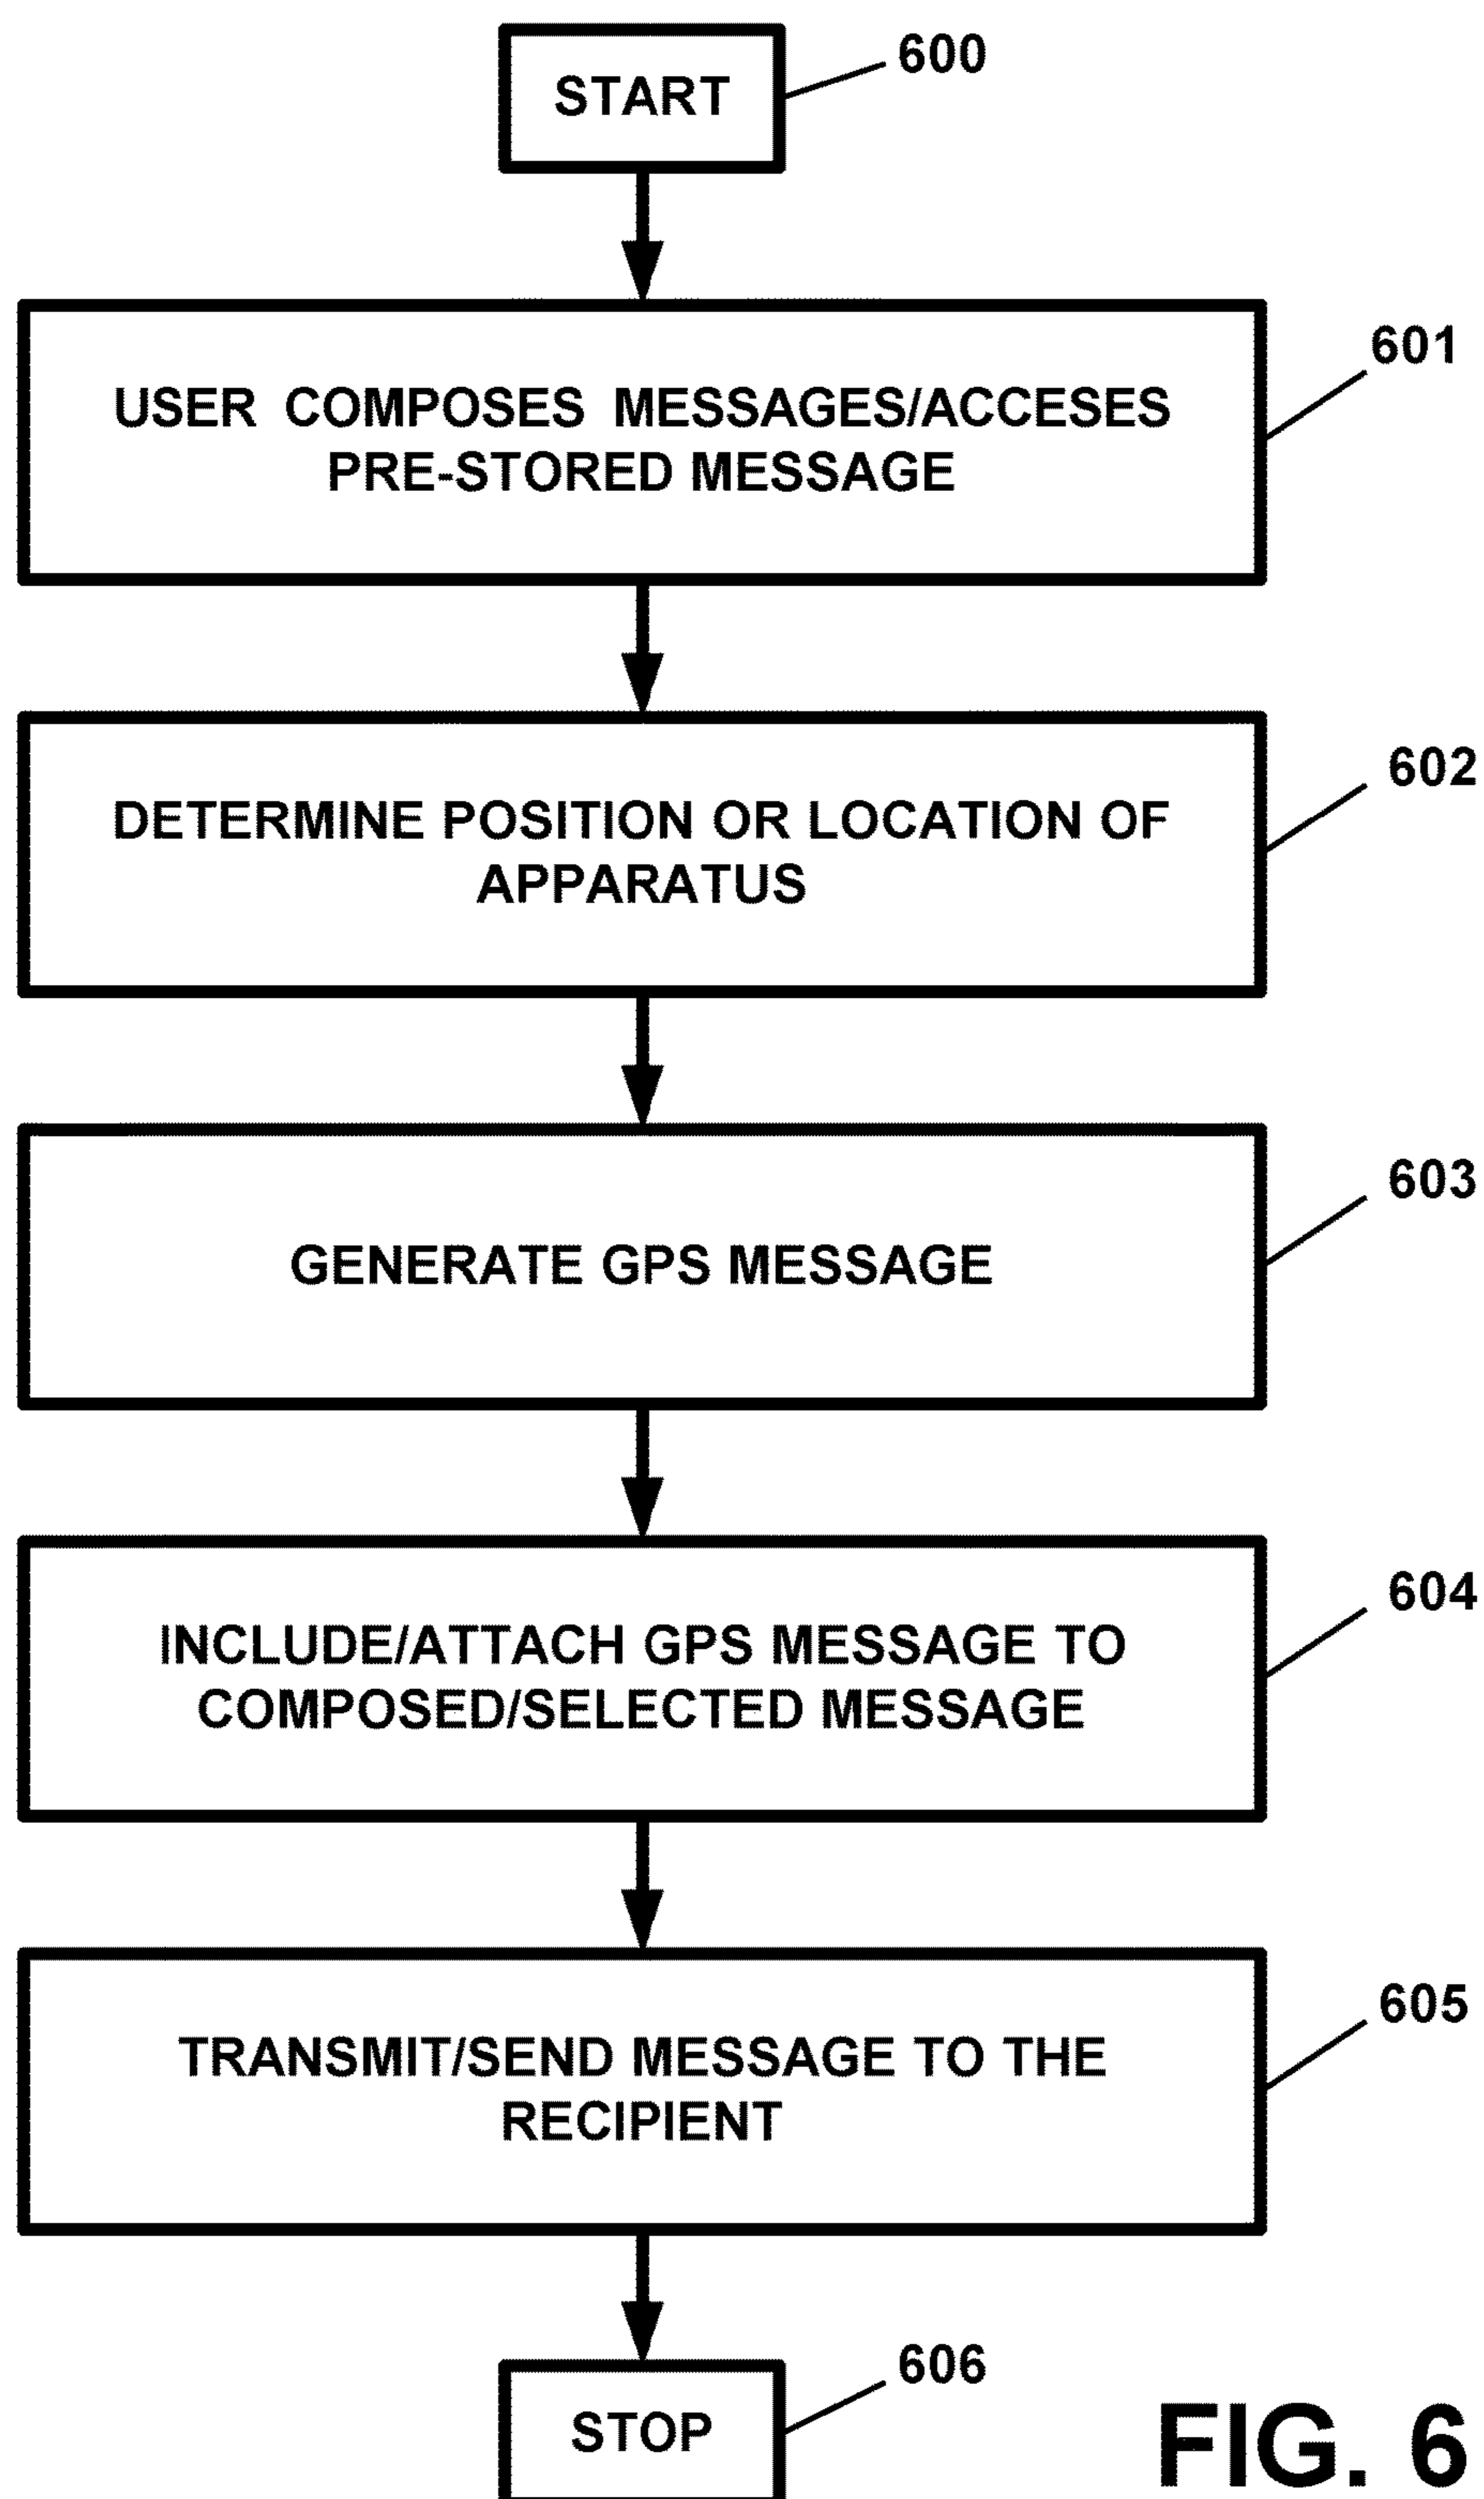 START
600
USER COMPOSES MESSAGES/ACCESES
PRE-STORED MESSAGE
601
DETERMINE POSITION OR LOCATION OF
APPARATUS
602
GENERATE GPS MESSAGE
603
INCLUDE/ATTACH GPS MESSAGE TO
COMPOSED/SELECTED MESSAGE
604
TRANSMIT/SEND MESSAGE TO THE
RECIPIENT
605
STOP
606
FIG. 6